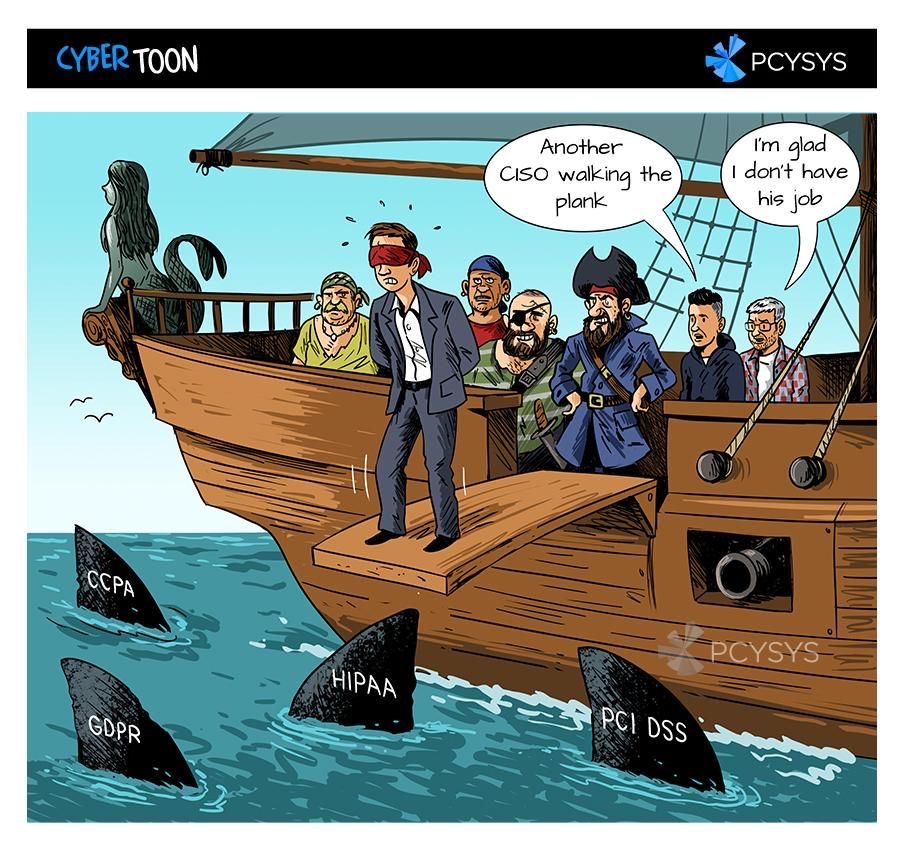 CYBER TOON
PCYSYS
Another
CISO walking the
plank
I'm glad
I don't have
his job
CCPA
HIPAA
GDPR
PCI DSS
PCYSYS